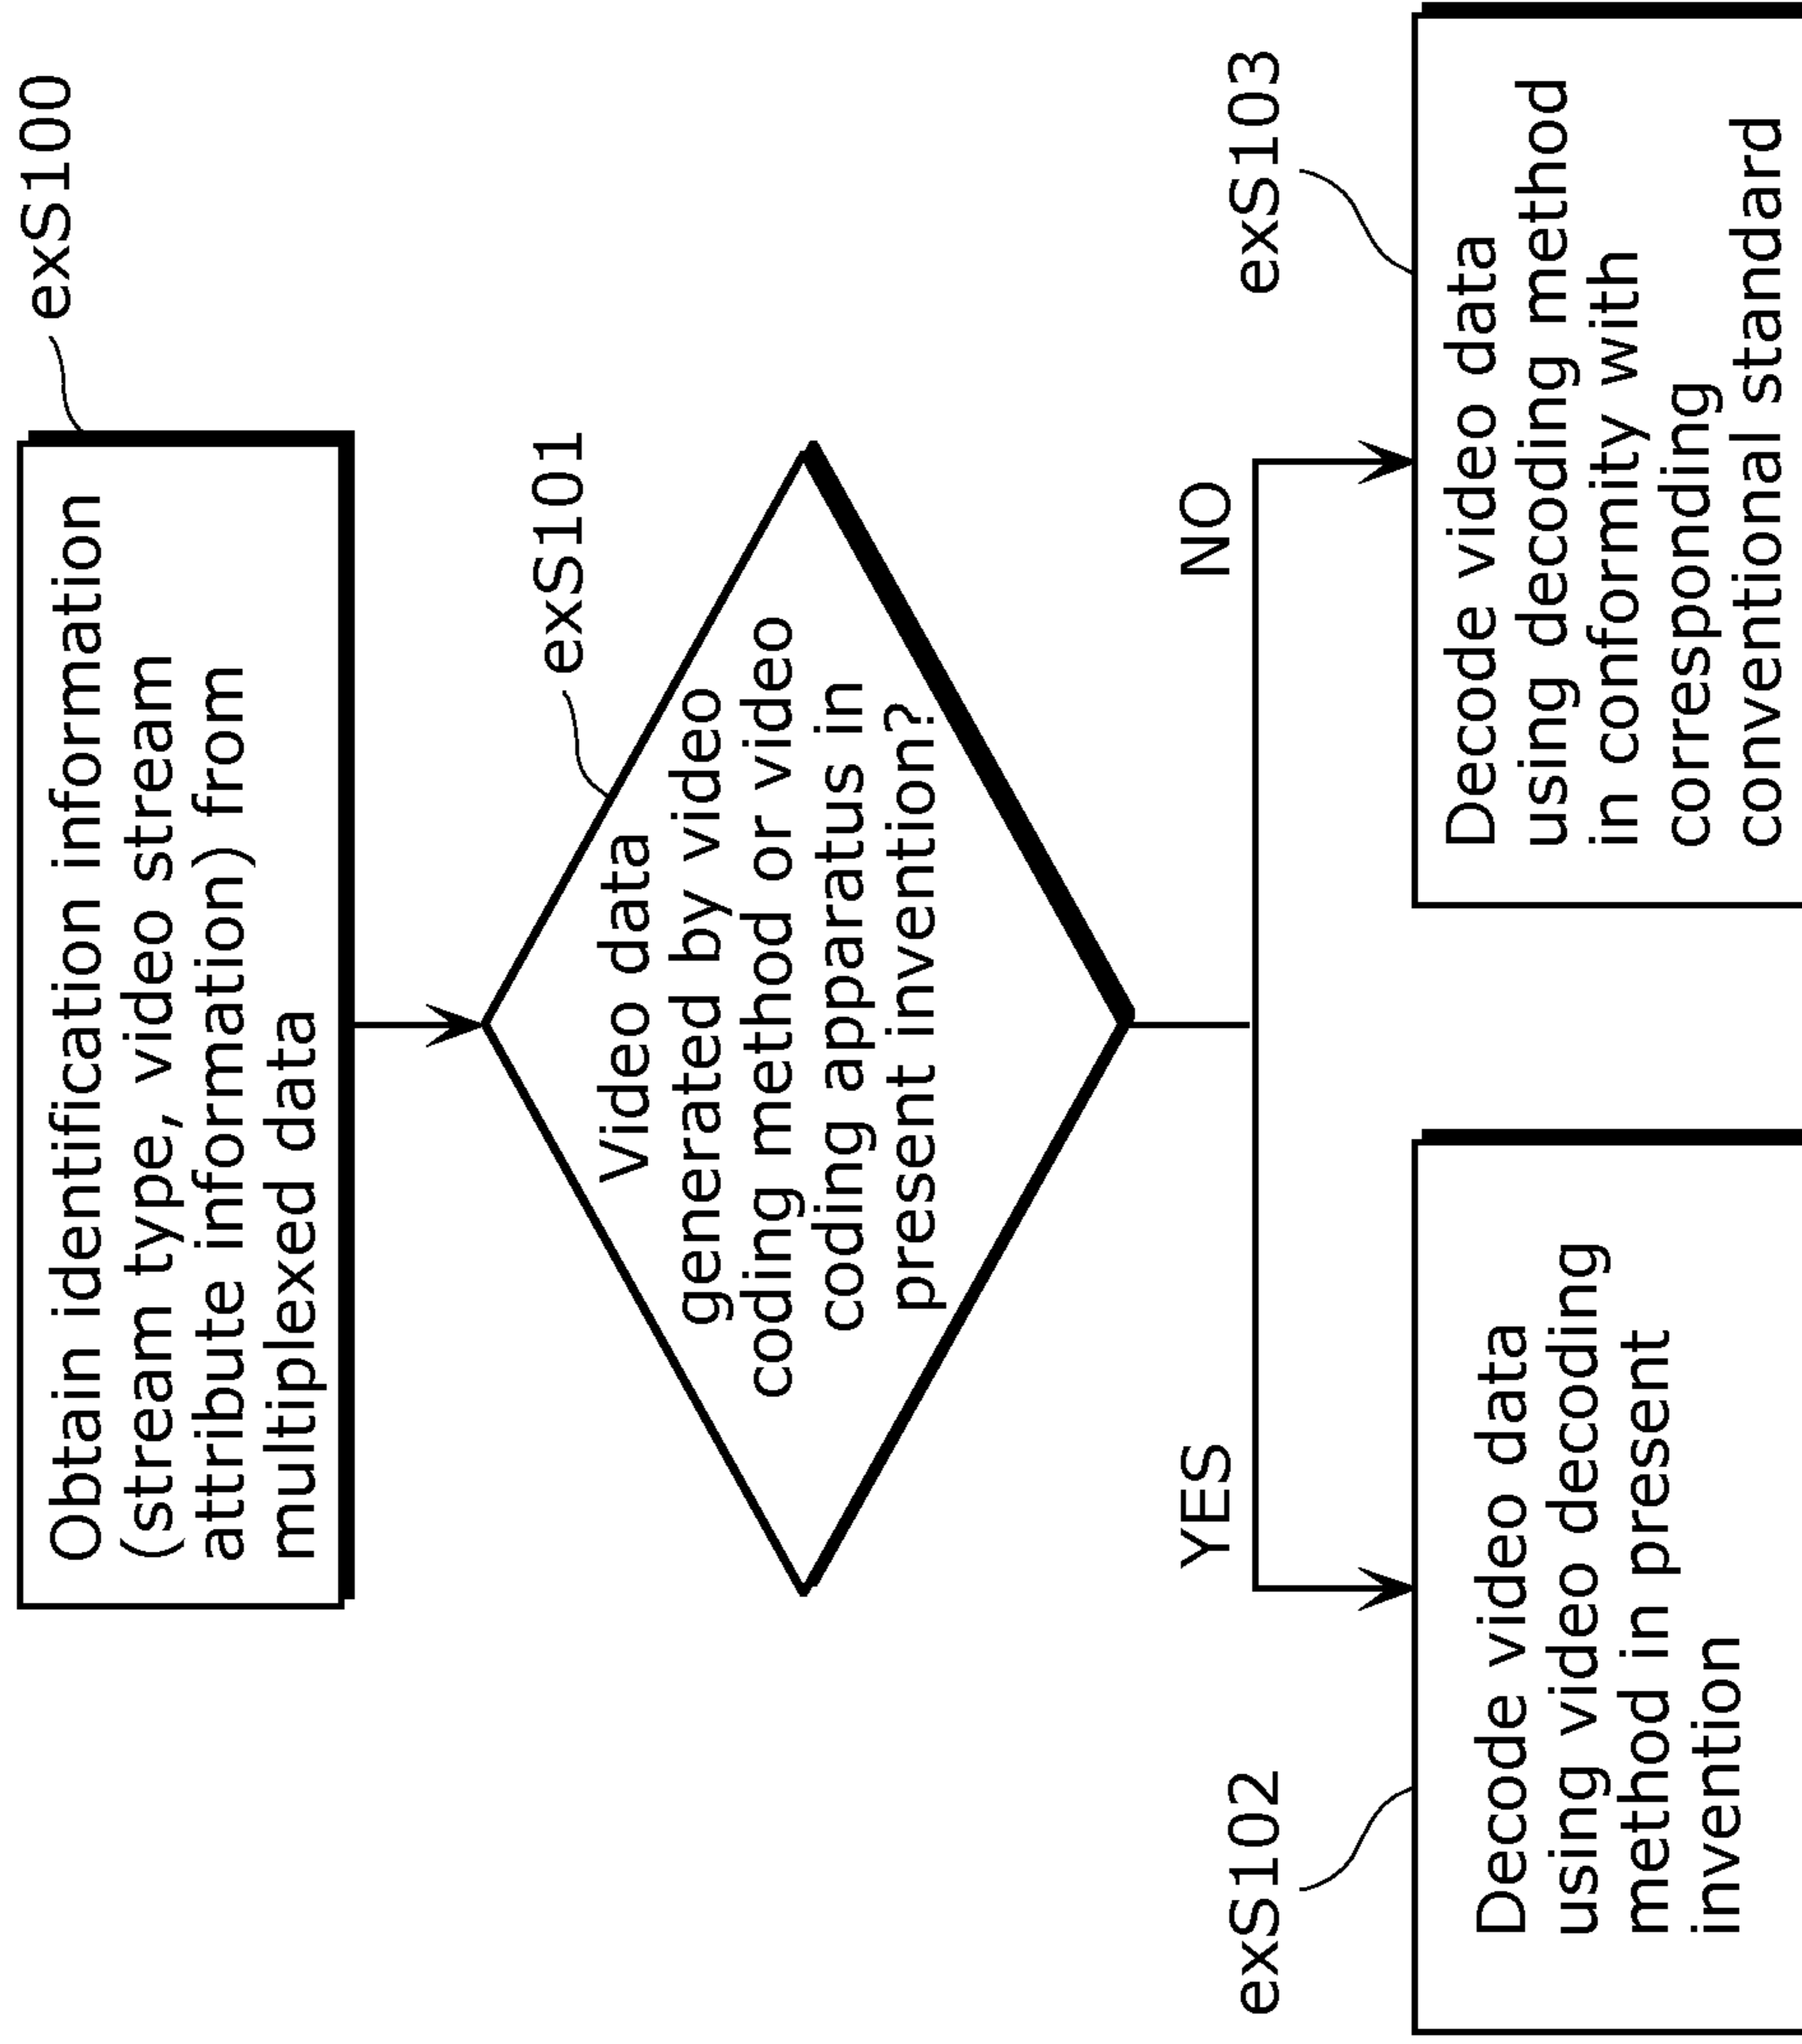 exS100
Obtain identification information
(stream type, video stream
attribute information) from
multiplexed data
exS101
Video data
generated by video
coding method or video
coding apparatus in
present invention?
YES
NO
exS102
Decode video data
using video decoding
method in present
invention
exS103
Decode video data
using decoding method
in conformity with
corresponding
conventional standard